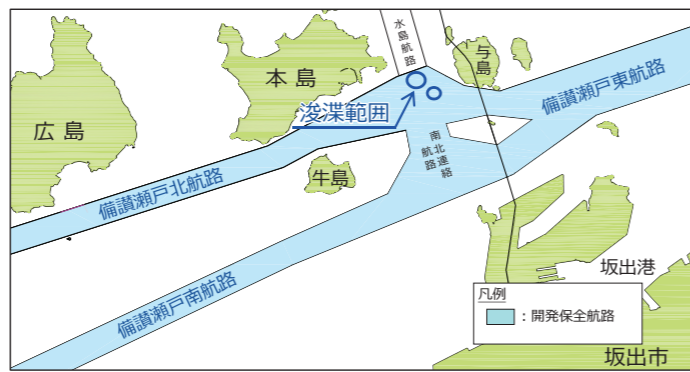 水島航路
与島
本島
備讃瀬戸東航路
浚渫範囲
広島
南北連絡
航路
牛島
備讃瀬戸北航路
坂出港
凡例
：開発保全航路
備讃瀬戸南航路
坂出市